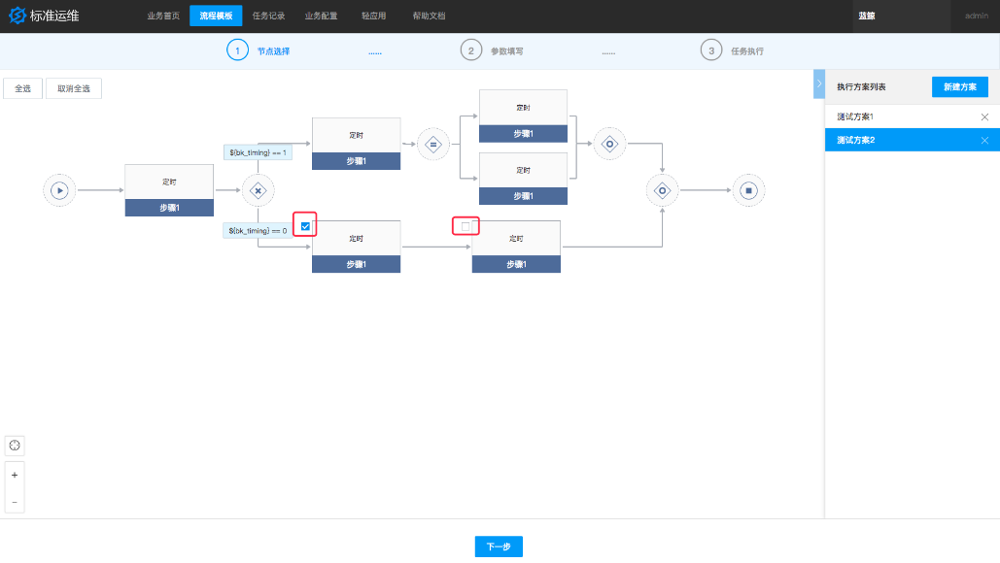 标准运维
业务首页 流程模板 任务记录 业务配置 轻应用 帮助文档 蓝鲸 admin
1 节点选择 ...... 2 参数填写 ...... 3 任务执行
全选 取消全选
执行方案列表 新建方案
测试方案1
测试方案2
定时
步骤1
${bk_timing} == 1
定时
步骤1
定时
步骤1
定时
步骤1
${bk_timing} == 0
定时
步骤1
定时
步骤1
下一步